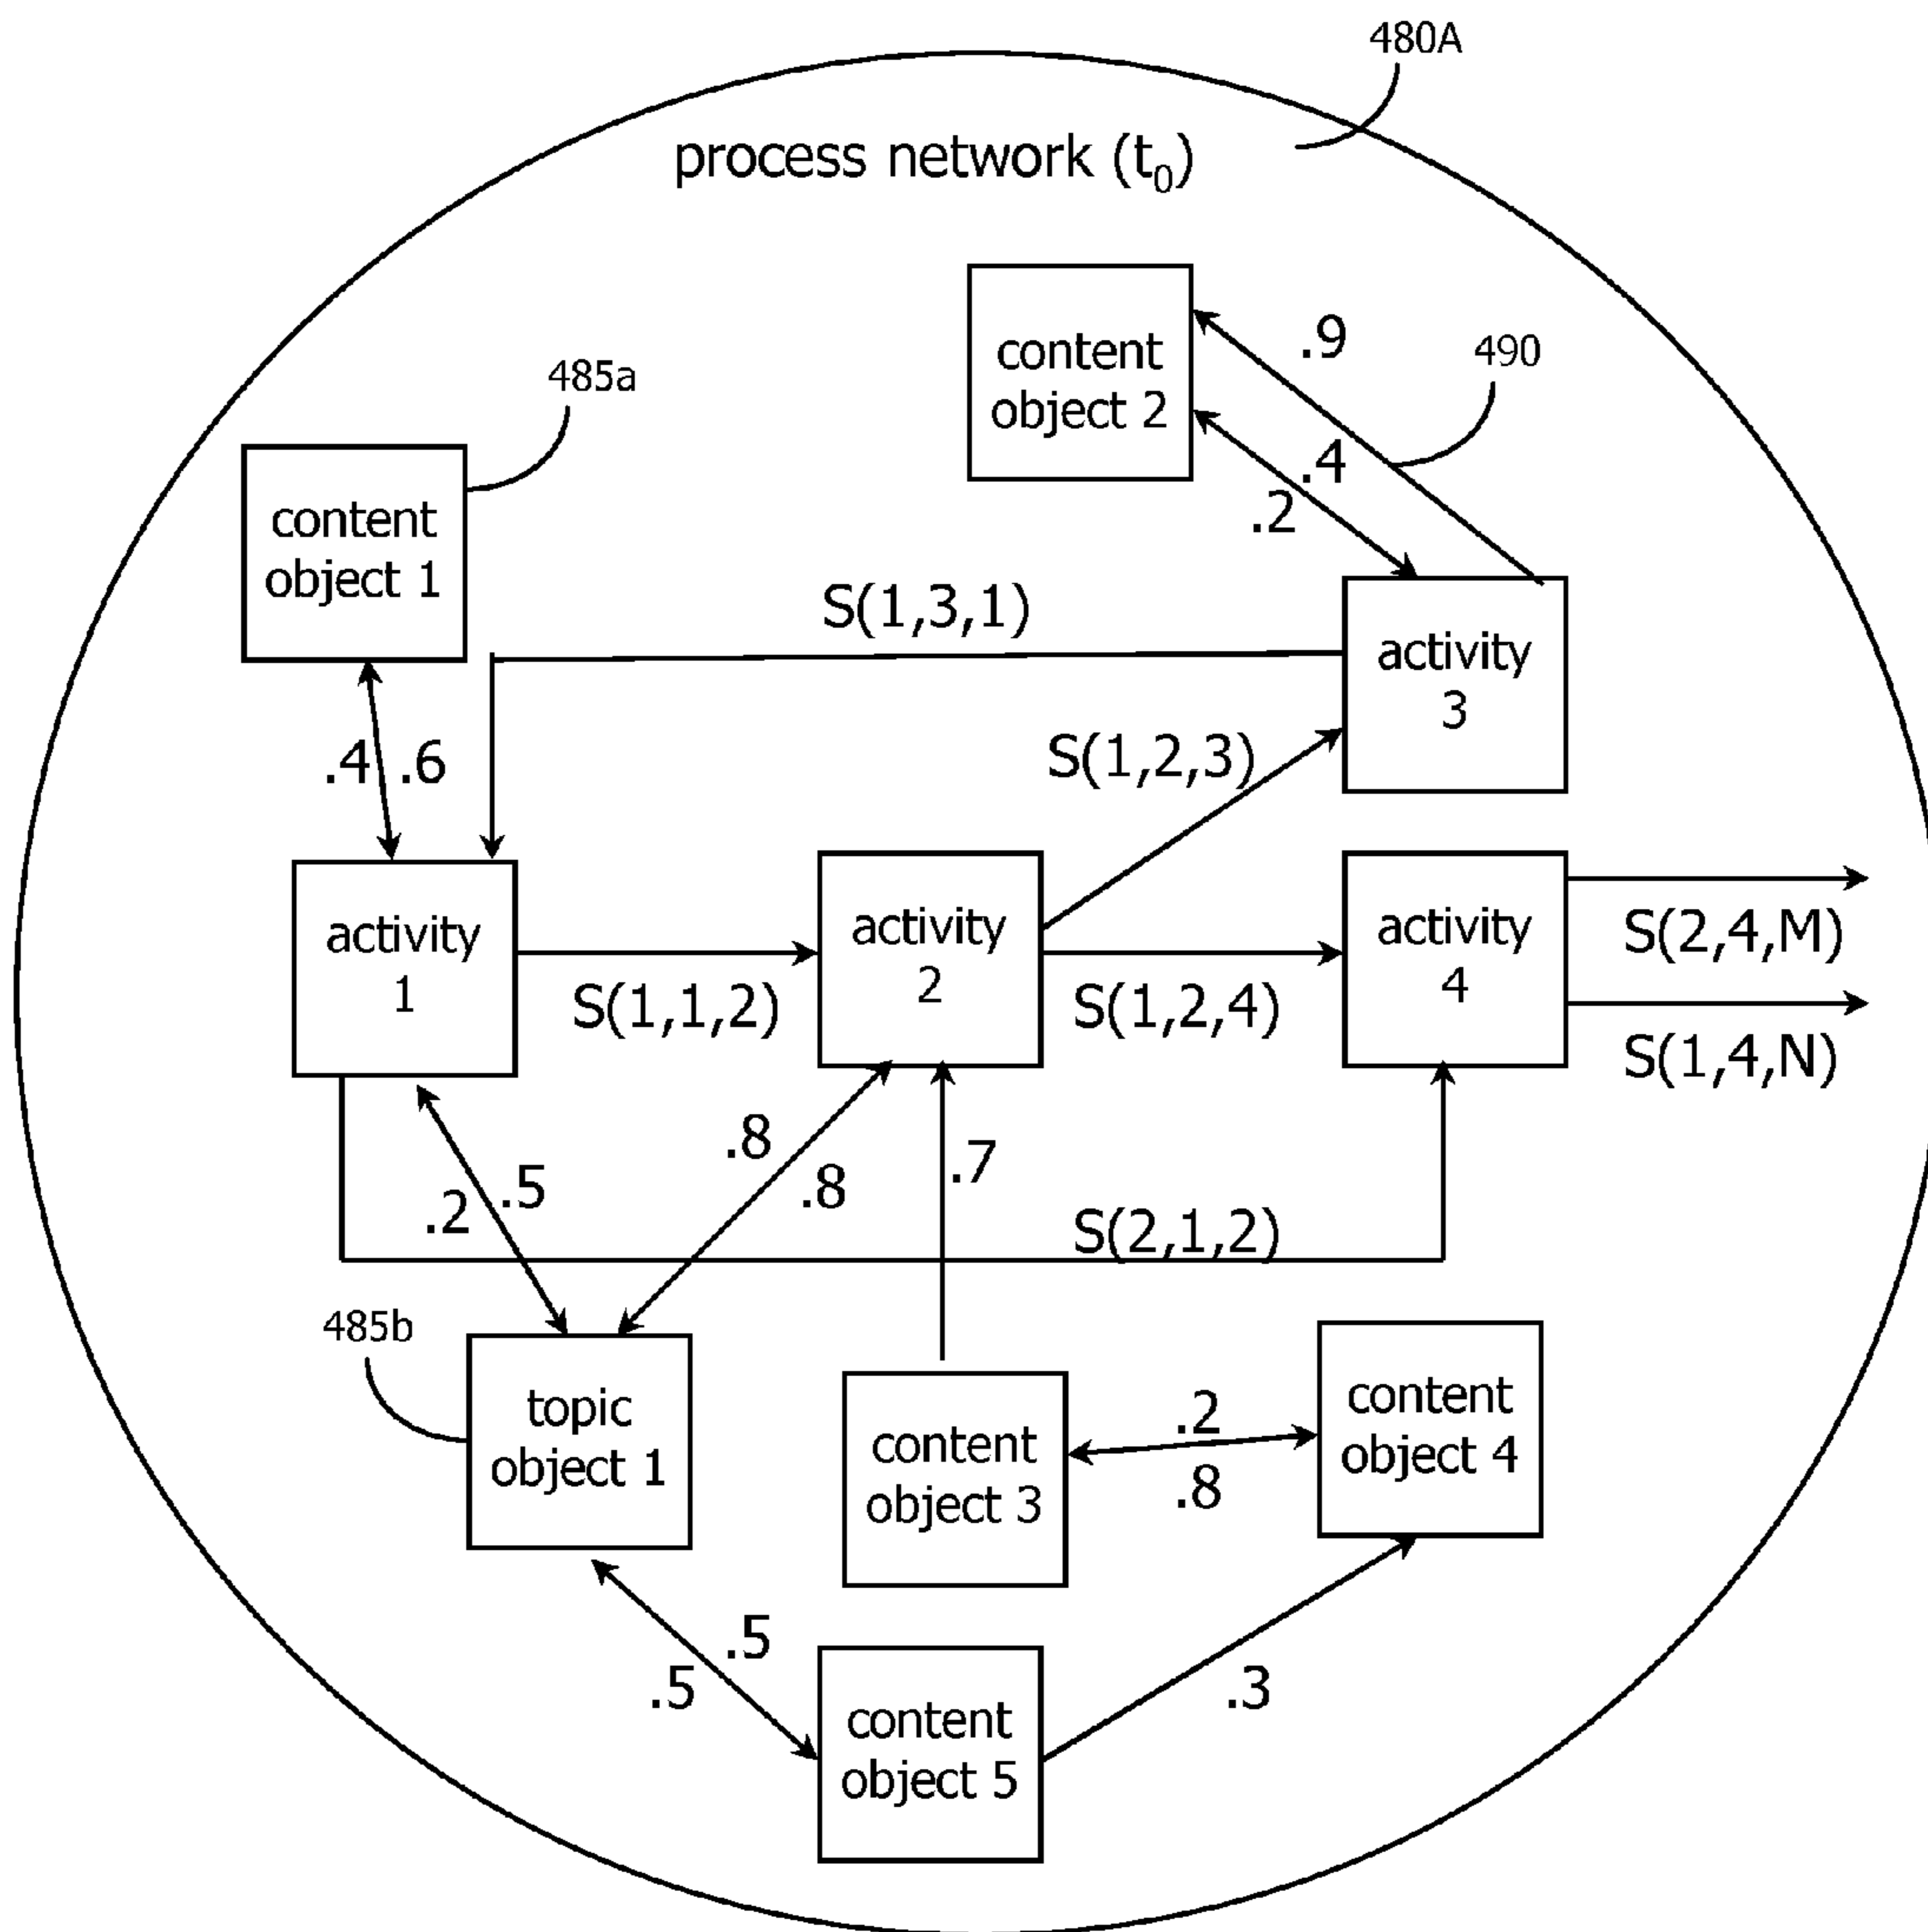 480A
process network (t₀)
content
object 2
.9
490
.4
.2
485a
content
object 1
S(1,3,1)
activity
3
.4
.6
S(1,2,3)
activity
1
S(1,1,2)
activity
2
S(1,2,4)
activity
4
S(2,4,M)
S(1,4,N)
.2
.5
.8
.8
.7
S(2,1,2)
485b
topic
object 1
content
object 3
.2
.8
content
object 4
.5
.5
content
object 5
.3